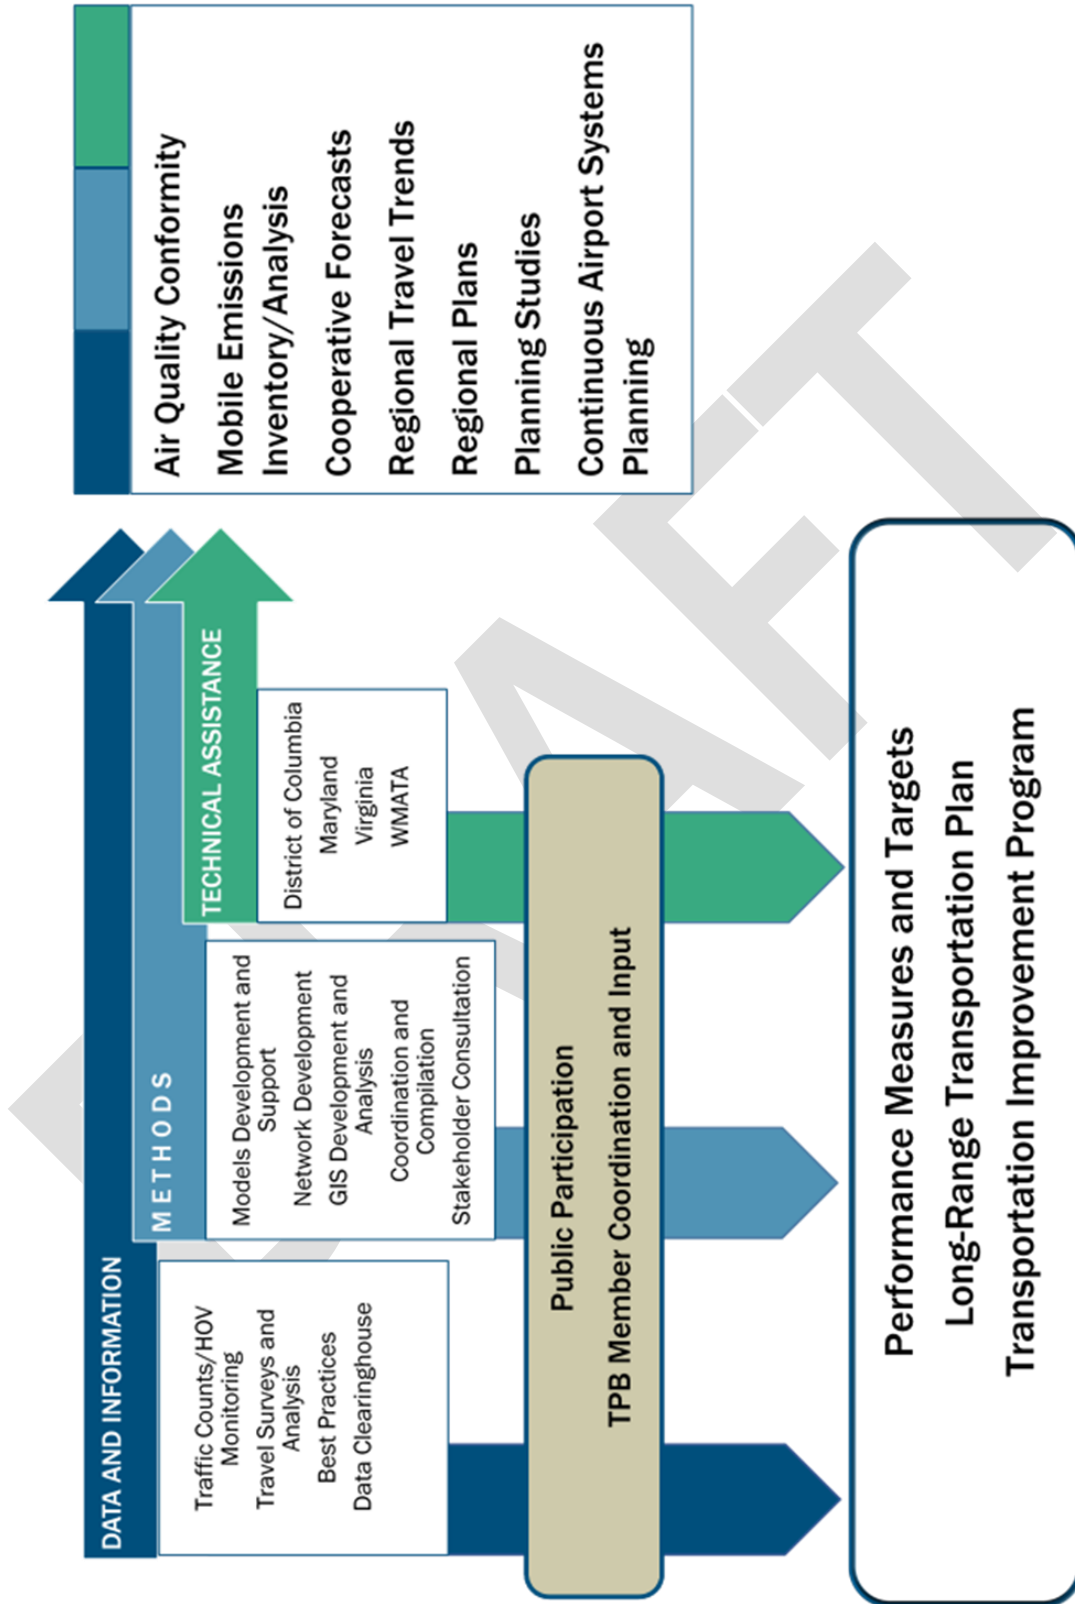 DATA AND INFORMATION
Traffic Counts/HOV
Monitoring
Travel Surveys and
Analysis
Best Practices
Data Clearinghouse
METHODS
Models Development and
Support
Network Development
GIS Development and
Analysis
Coordination and
Compilation
Stakeholder Consultation
TECHNICAL ASSISTANCE
District of Columbia
Maryland
Virginia
WMATA
Air Quality Conformity
Mobile Emissions
Inventory/Analysis
Cooperative Forecasts
Regional Travel Trends
Regional Plans
Planning Studies
Continuous Airport Systems
Planning
Public Participation
TPB Member Coordination and Input
Performance Measures and Targets
Long-Range Transportation Plan
Transportation Improvement Program
DRAFT